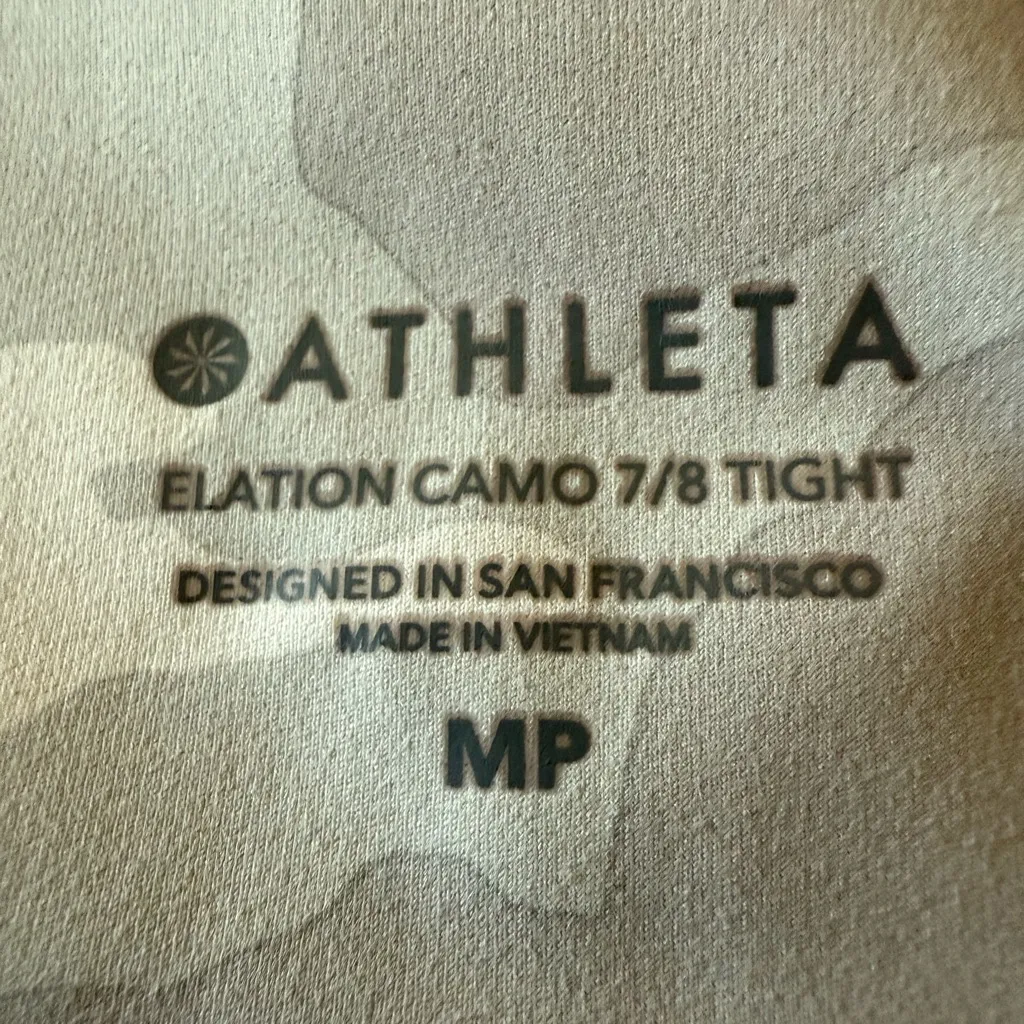 ATHLETA
ELATION CAMO 7/8 TIGHT
DESIGNED IN SAN FRANCISCO
MADE IN VIETNAM
MP